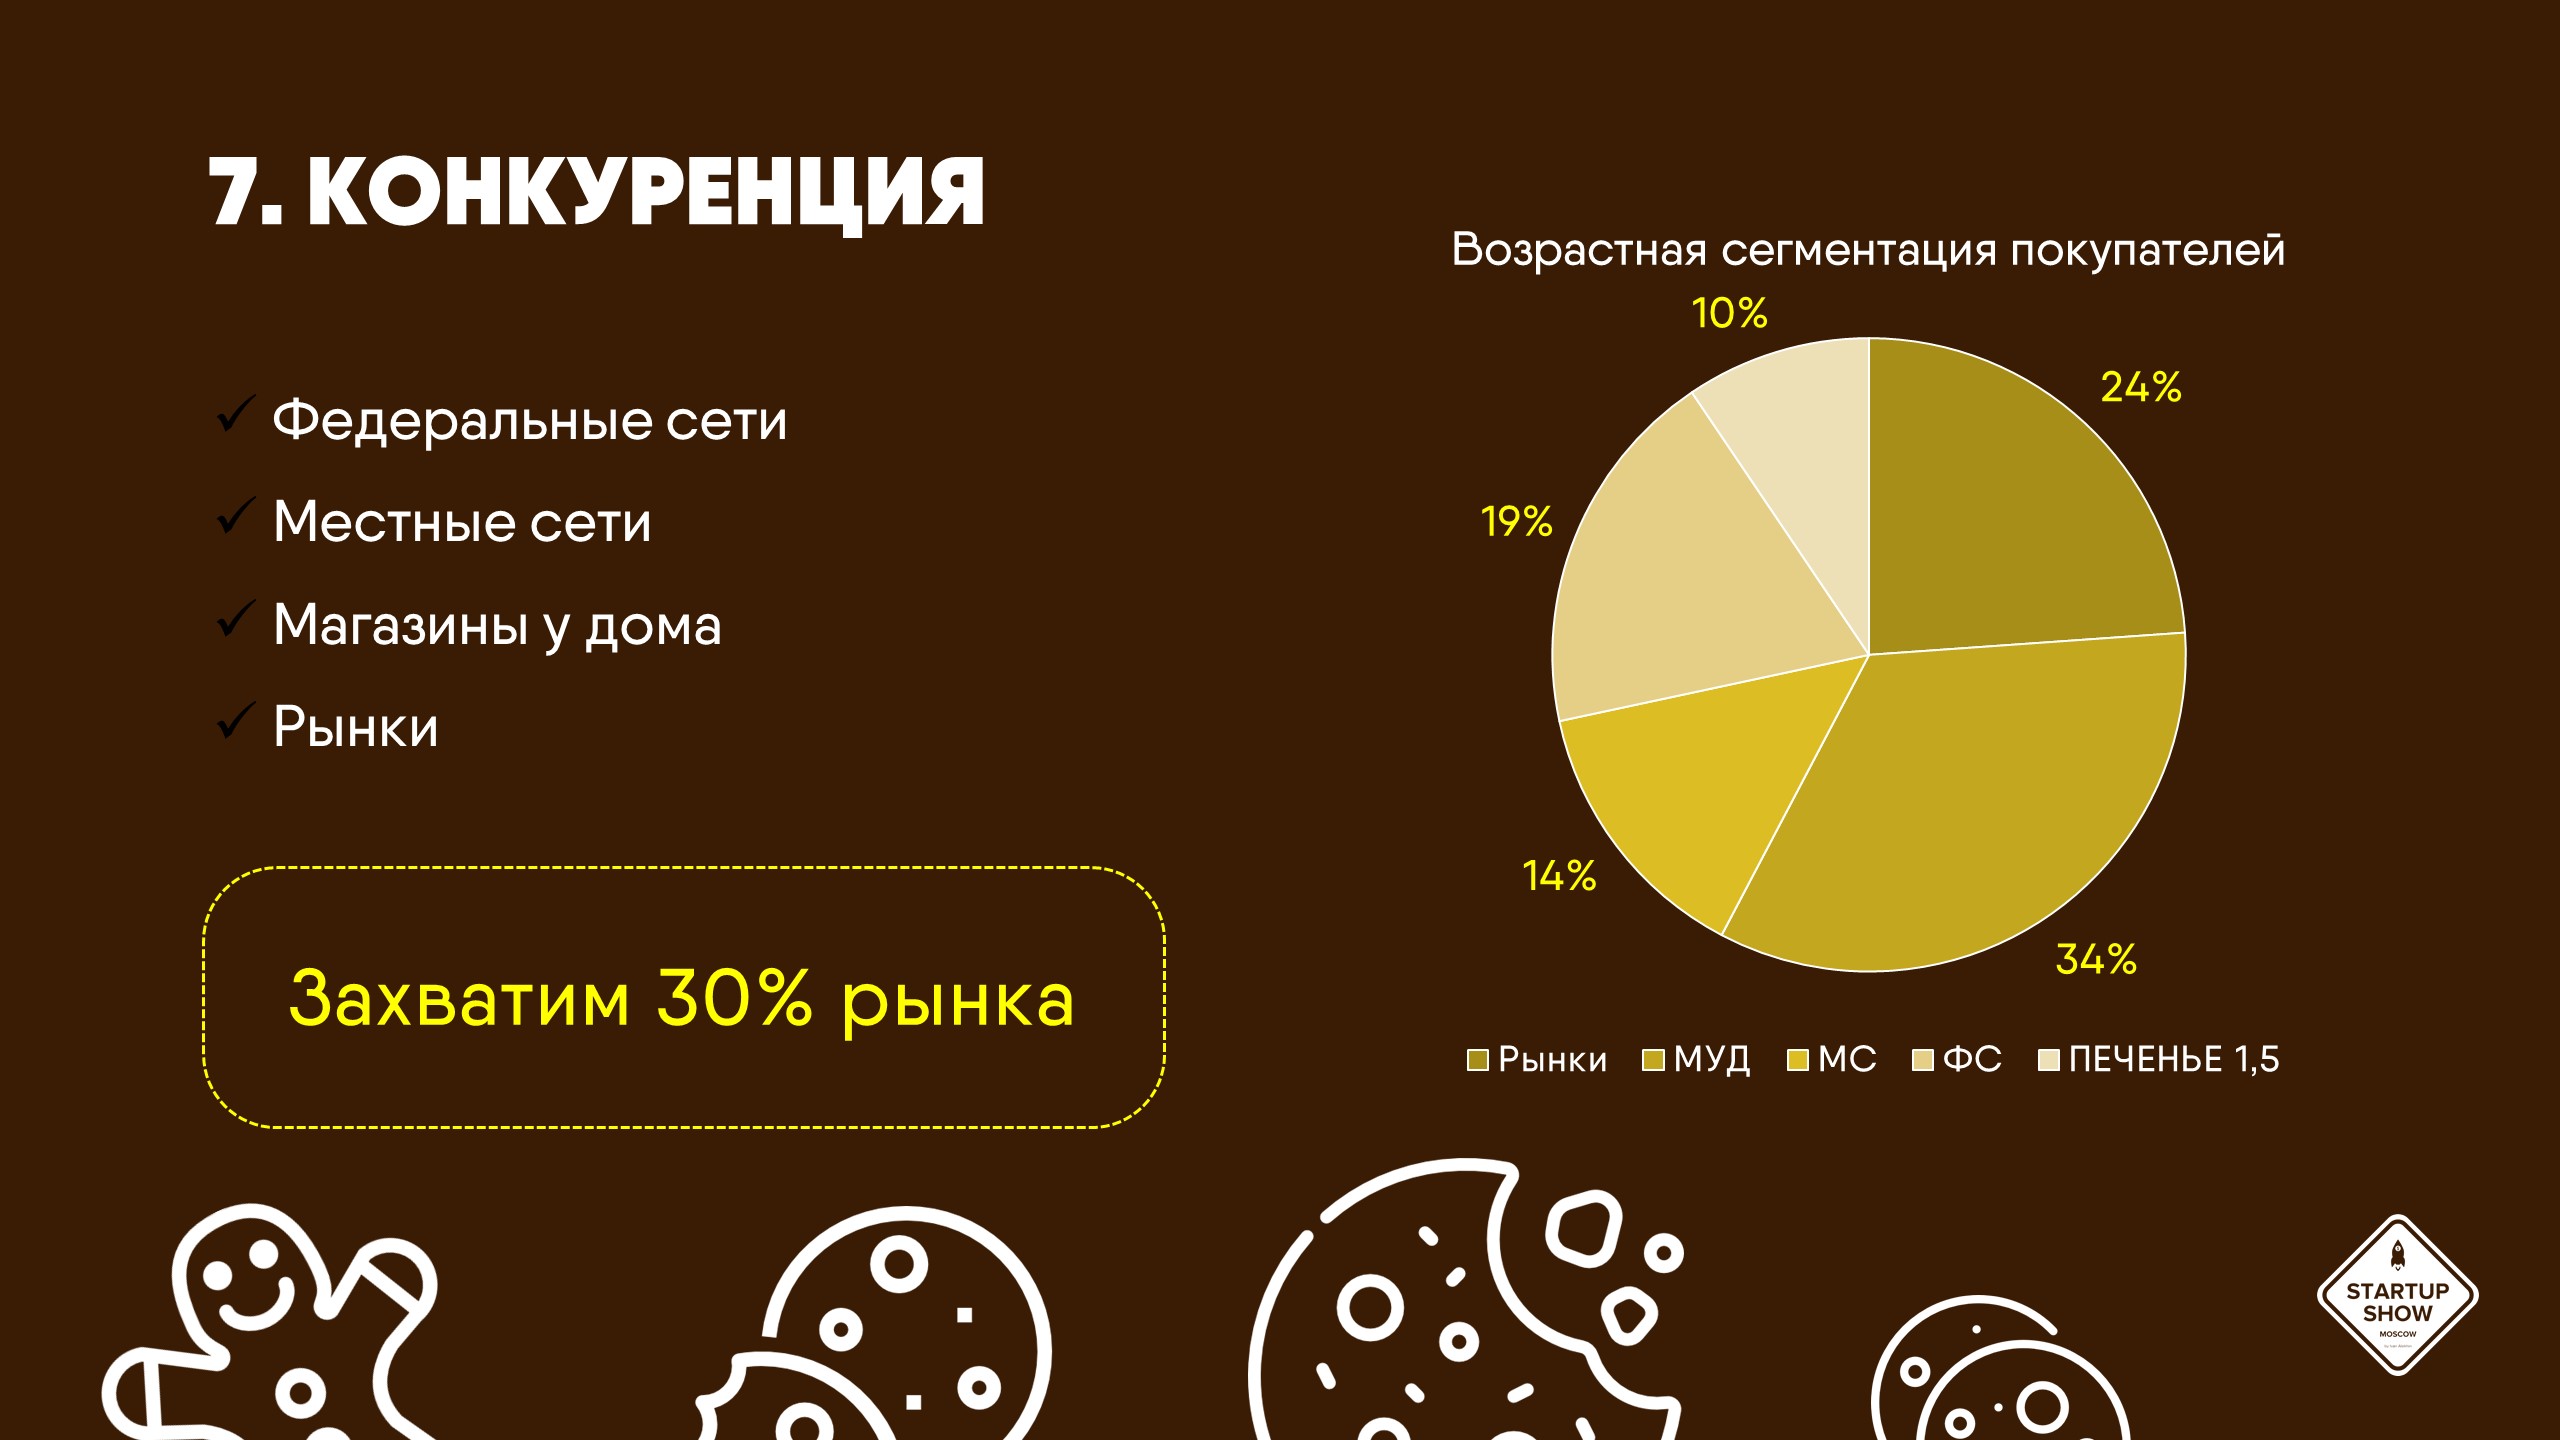 7. КОНКУРЕНЦИЯ
Федеральные сети
Местные сети
Магазины у дома
Рынки
Захватим 30% рынка
Возрастная сегментация покупателей
10%
24%
19%
14%
34%
Рынки МУД МС ФС ПЕЧЕНЬЕ 1,5
STARTUP
SHOW
MOSCOW